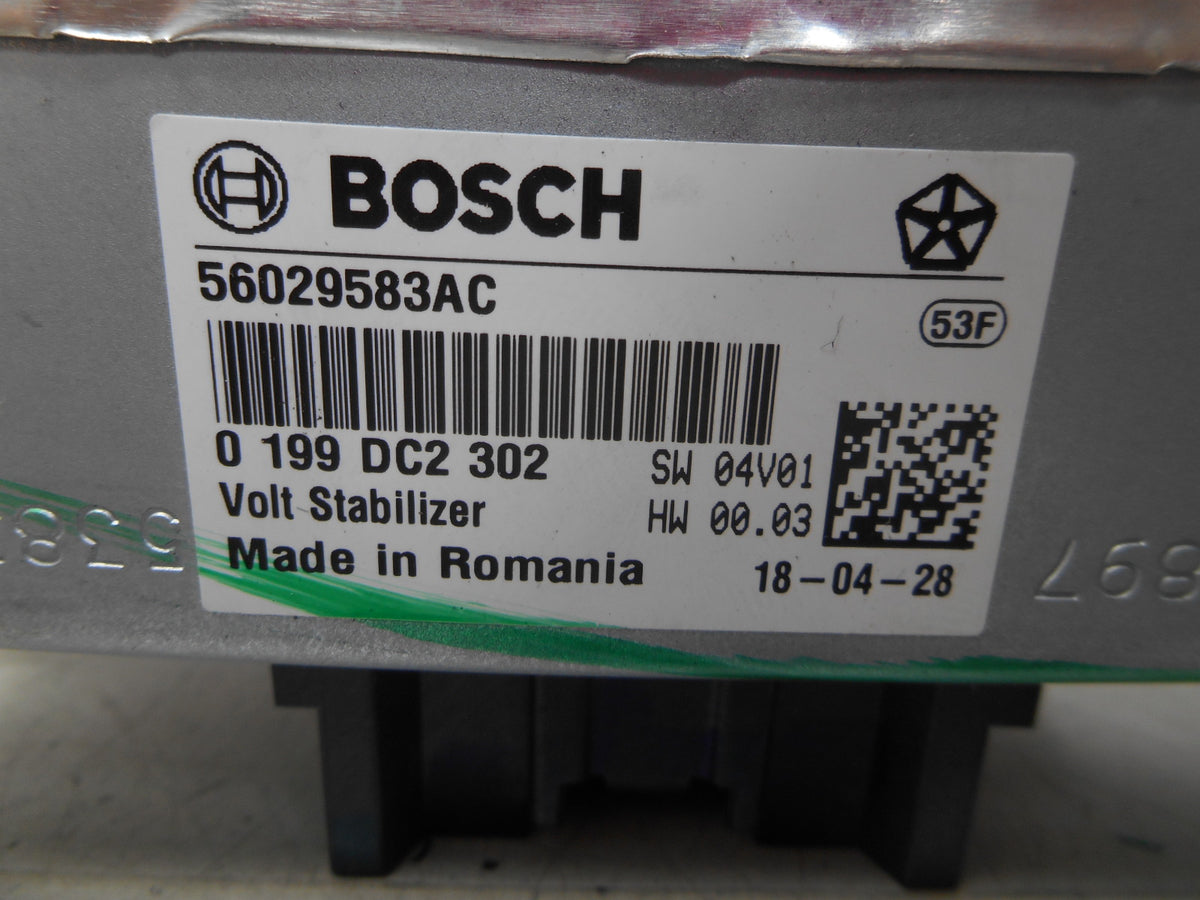 BOSCH
56029583AC
53F
0 199 DC2 302
SW 04V01
Volt Stabilizer
HW 00.03
Made in Romania
18-04-28
897